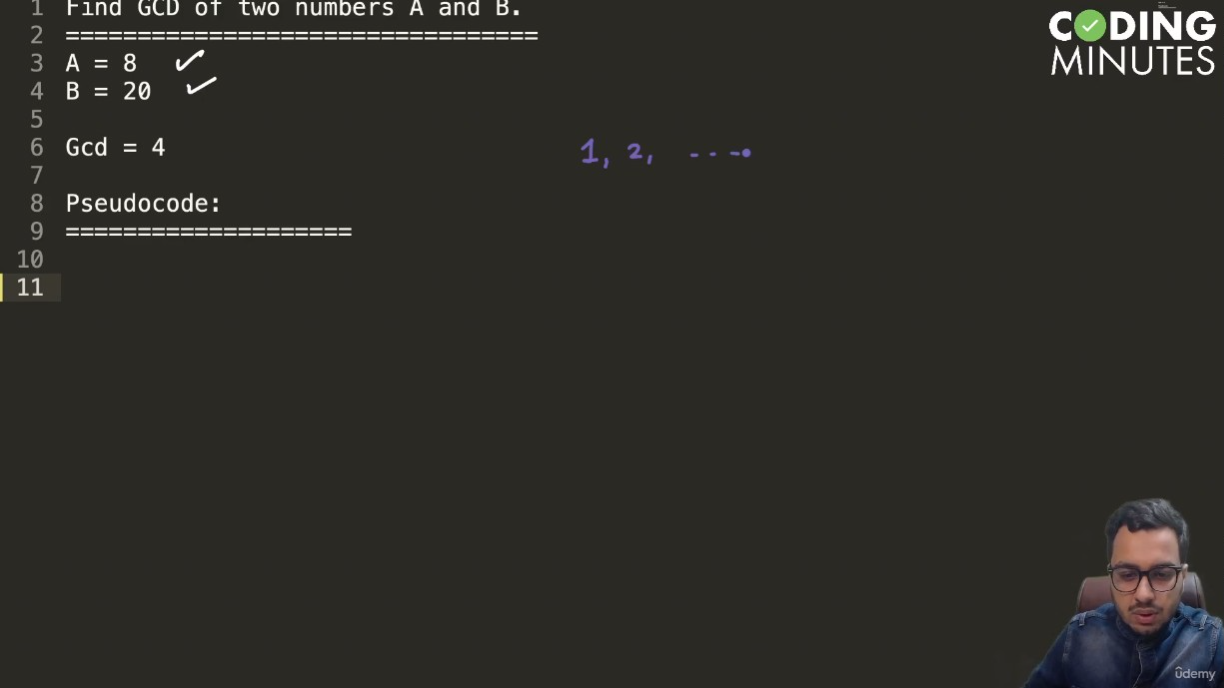 1 Find GCD of two numbers A and B.
2 =================================
3 A = 8
4 B = 20
5
6 Gcd = 4
1, 2, - - -.
7
8 Pseudocode:
9 ====================
10
11
CODING
MINUTES
ûdemy